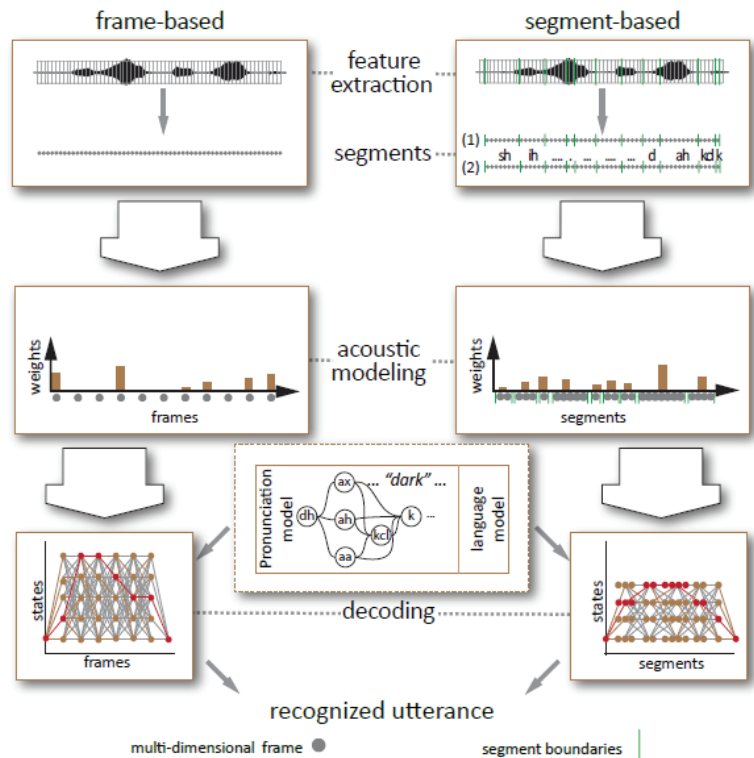 frame-based
segment-based
feature
extraction
segments
(1)
sh ih .... . ... .... ... d ah kd k
(2)
weights
frames
acoustic
modeling
weights
segments
Pronunciation
model
dh
ax
ah
aa
kcl
k
... "dark" ...
...
language
model
states
frames
decoding
states
segments
recognized utterance
multi-dimensional frame
segment boundaries